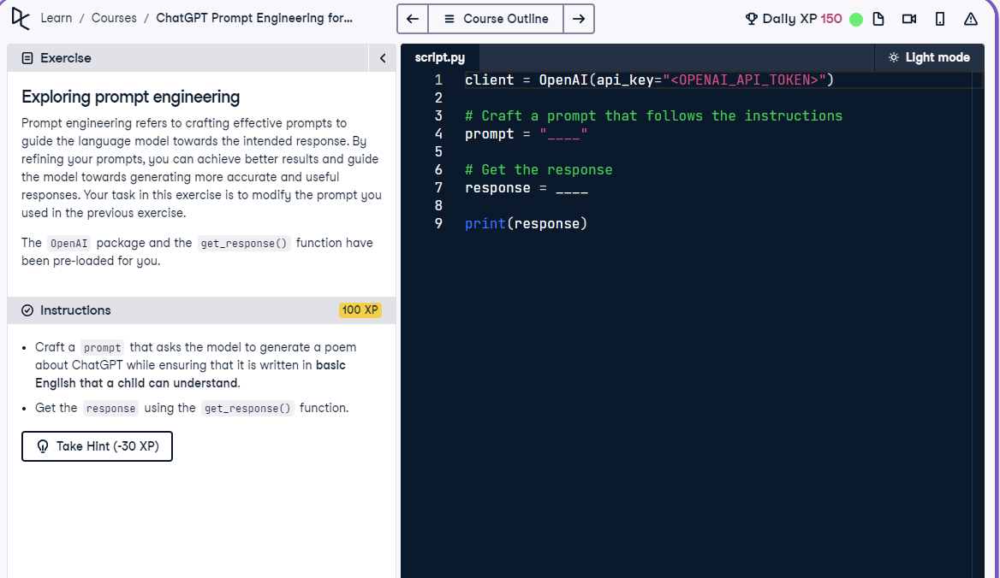 Learn / Courses / ChatGPT Prompt Engineering for...
Course Outline
Daily XP 150
Exercise
Exploring prompt engineering
Prompt engineering refers to crafting effective prompts to
guide the language model towards the intended response. By
refining your prompts, you can achieve better results and guide
the model towards generating more accurate and useful
responses. Your task in this exercise is to modify the prompt you
used in the previous exercise.
The OpenAI package and the get_response() function have
been pre-loaded for you.
Instructions
100 XP
• Craft a prompt that asks the model to generate a poem
about ChatGPT while ensuring that it is written in basic
English that a child can understand.
• Get the response using the get_response() function.
Take Hint (-30 XP)
script.py
Light mode
1 client = OpenAI(api_key="<OPENAI_API_TOKEN>")
2
3 # Craft a prompt that follows the instructions
4 prompt = "____"
5
6 # Get the response
7 response = ____
8
9 print(response)